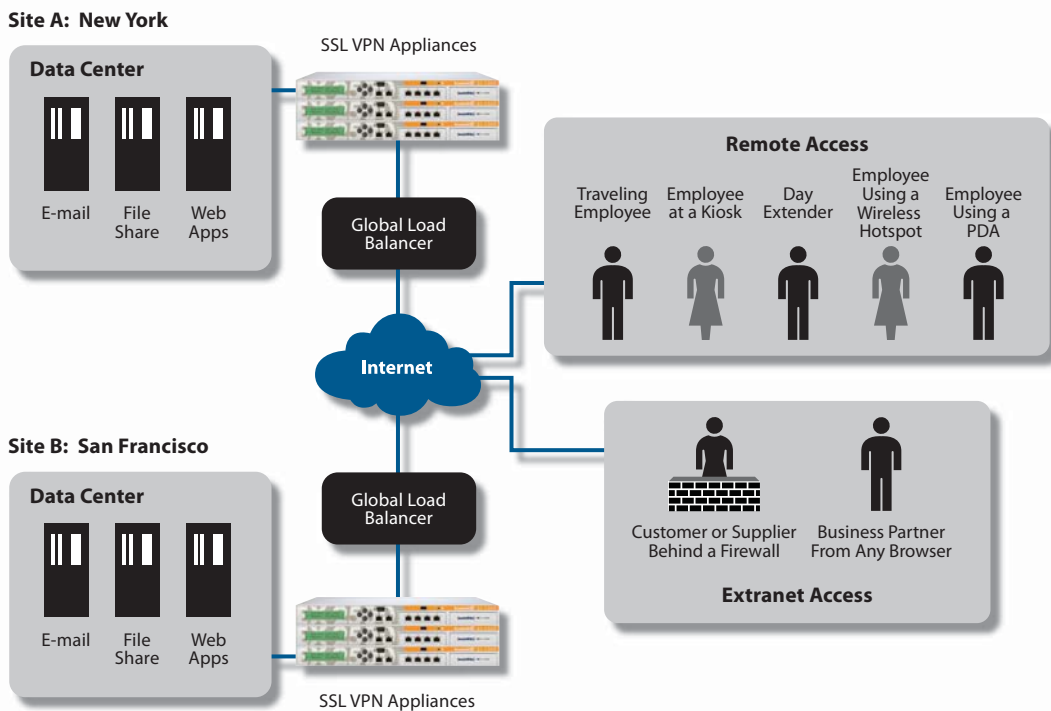 Site A: New York
SSL VPN Appliances
Data Center
E-mail
File
Share
Web
Apps
Global Load
Balancer
Remote Access
Traveling
Employee
Employee
at a Kiosk
Day
Extender
Employee
Using a
Wireless
Hotspot
Employee
Using a
PDA
Internet
Site B: San Francisco
Data Center
E-mail
File
Share
Web
Apps
Global Load
Balancer
SSL VPN Appliances
Customer or Supplier
Behind a Firewall
Business Partner
From Any Browser
Extranet Access